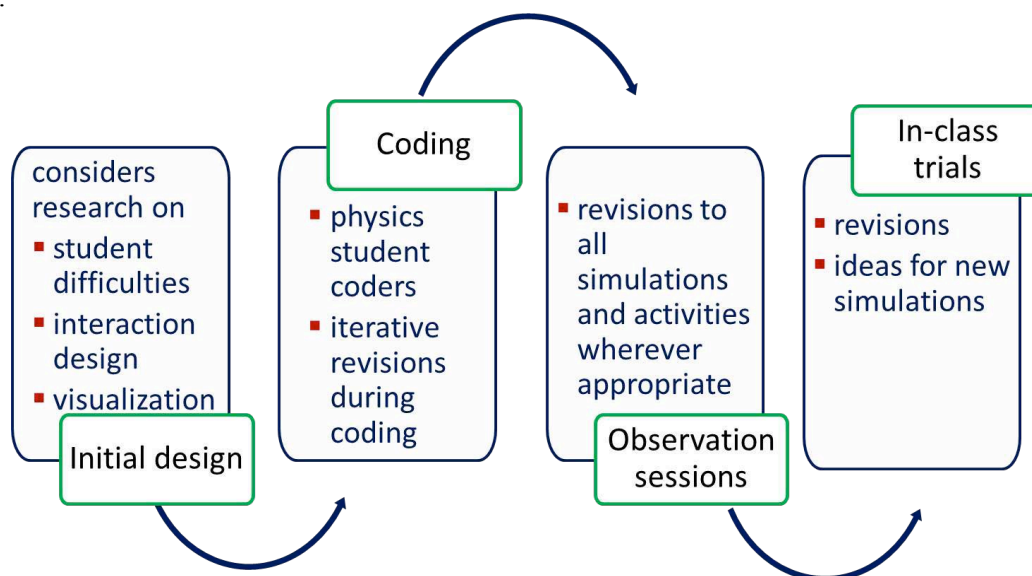 considers
research on
▪ student
difficulties
▪ interaction
design
▪ visualization
Initial design
Coding
▪ physics
student
coders
▪ iterative
revisions
during
coding
▪ revisions to
all
simulations
and activities
wherever
appropriate
Observation
sessions
In-class
trials
▪ revisions
▪ ideas for new
simulations